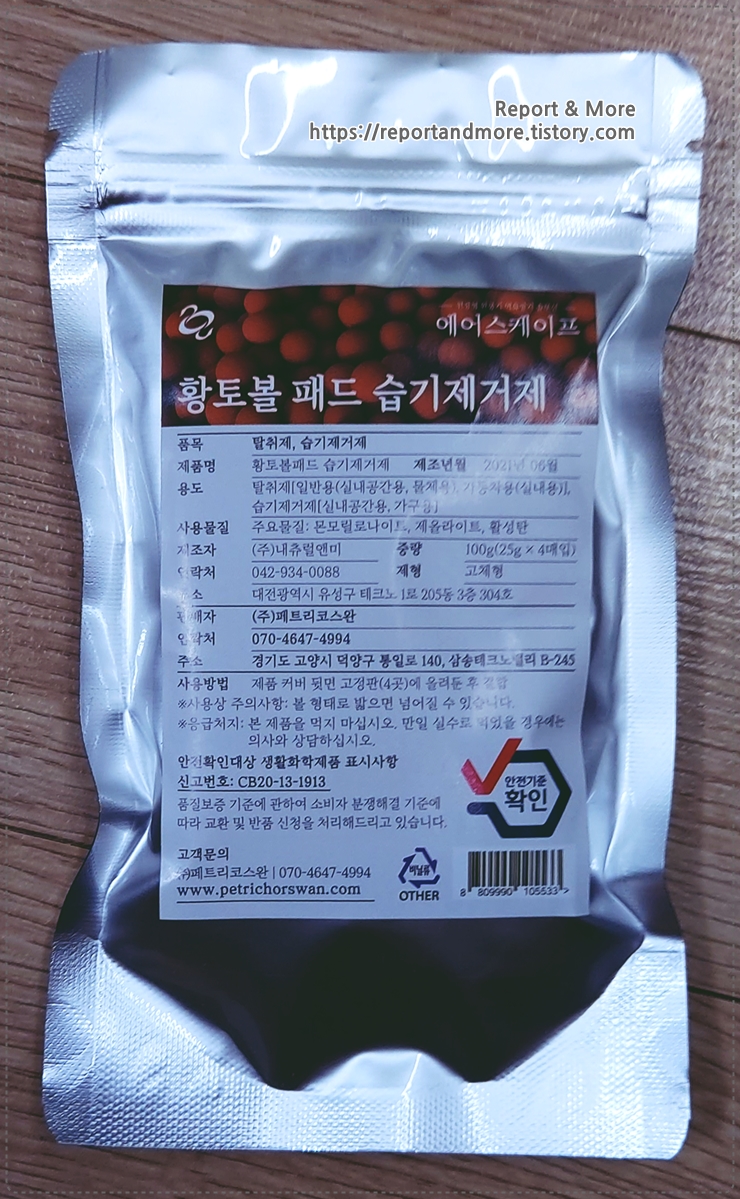 Report & More
https://reportandmore.tistory.com
에어스케이프
황토볼 패드 습기제거제
품목 탈취제, 습기제거제
제품명 황토볼패드 습기제거제 제조년월 2021년 06월
용도 탈취제[일반용(실내공간용, 물체용), 자동차용(실내용)],
습기제거제[실내공간용, 가구용]
사용물질 주요물질: 몬모릴로나이트, 제올라이트, 활성탄
제조자 (주)내츄럴앤미 중량 100g(25g × 4매입)
연락처 042-934-0088 제형 고체형
주소 대전광역시 유성구 테크노 1로 205동 3층 304호
판매자 (주)페트리코스완
연락처 070-4647-4994
주소 경기도 고양시 덕양구 통일로 140, 삼송테크노밸리 B-245
사용방법 제품 커버 뒷면 고정판(4곳)에 올려둔 후 결합
※사용상 주의사항: 볼 형태로 밟으면 넘어질 수 있습니다.
※응급처지: 본 제품을 먹지 마십시오, 만일 실수로 먹었을 경우에는
의사와 상담하십시오.
안전확인대상 생활화학제품 표시사항
신고번호: CB20-13-1913
품질보증 기준에 관하여 소비자 분쟁해결 기준에
따라 교환 및 반품 신청을 처리해드리고 있습니다.
안전기준
확인
고객문의
(주)페트리코스완 | 070-4647-4994
www.petrichorswan.com
비닐류
OTHER
8 809990 105533 >